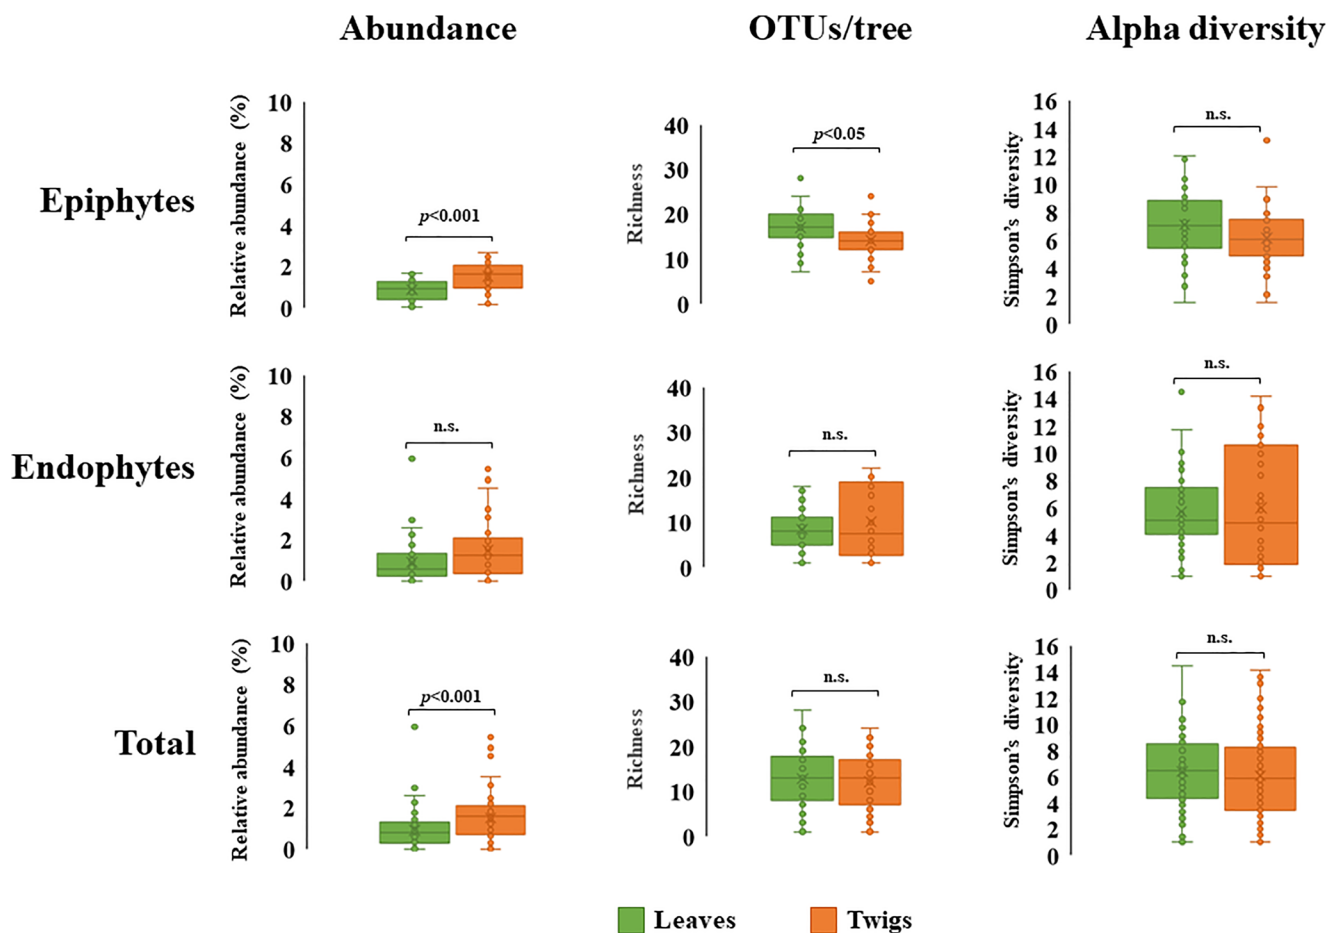 Abundance OTUs/tree Alpha diversity
Epiphytes
Relative abundance (%)
10
8
6
4
2
0
p<0.001
Richness
40
30
20
10
0
p<0.05
Simpson's diversity
16
14
12
10
8
6
4
2
0
n.s.
Endophytes
Relative abundance (%)
10
8
6
4
2
0
n.s.
Richness
40
30
20
10
0
n.s.
Simpson's diversity
16
14
12
10
8
6
4
2
0
n.s.
Total
Relative abundance (%)
10
8
6
4
2
0
p<0.001
Richness
40
30
20
10
0
n.s.
Simpson's diversity
16
14
12
10
8
6
4
2
0
n.s.
Leaves Twigs